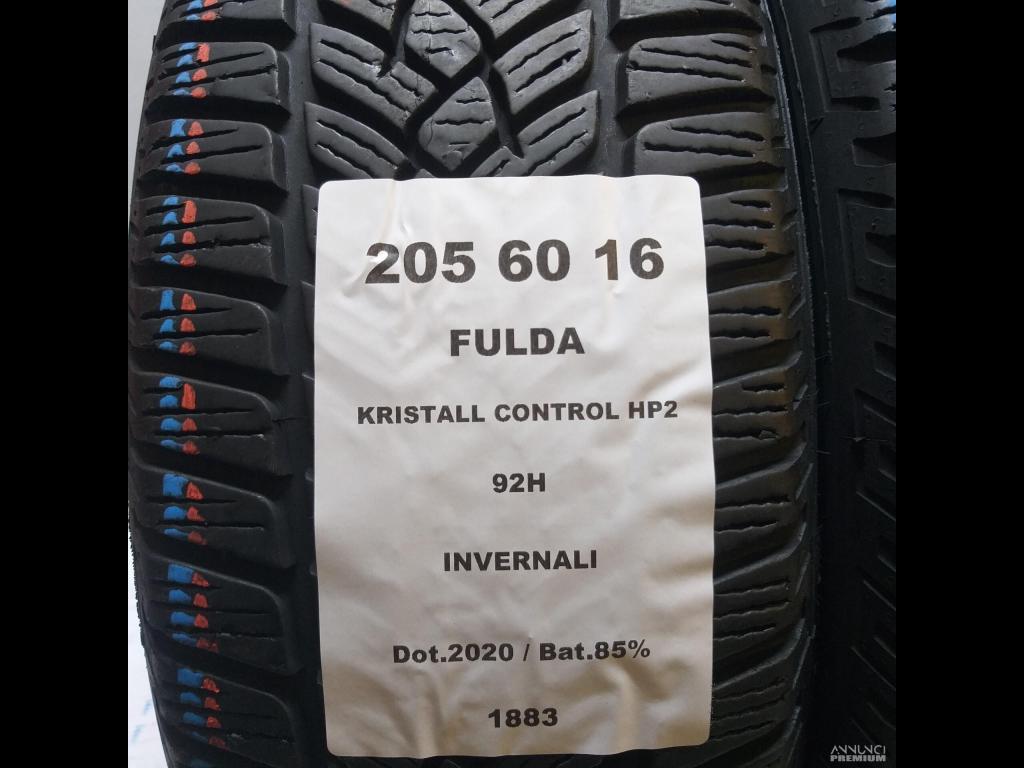 205 60 16
FULDA
KRISTALL CONTROL HP2
92H
INVERNALI
Dot.2020 / Bat.85%
1883
ANNUNCI
PREMIUM